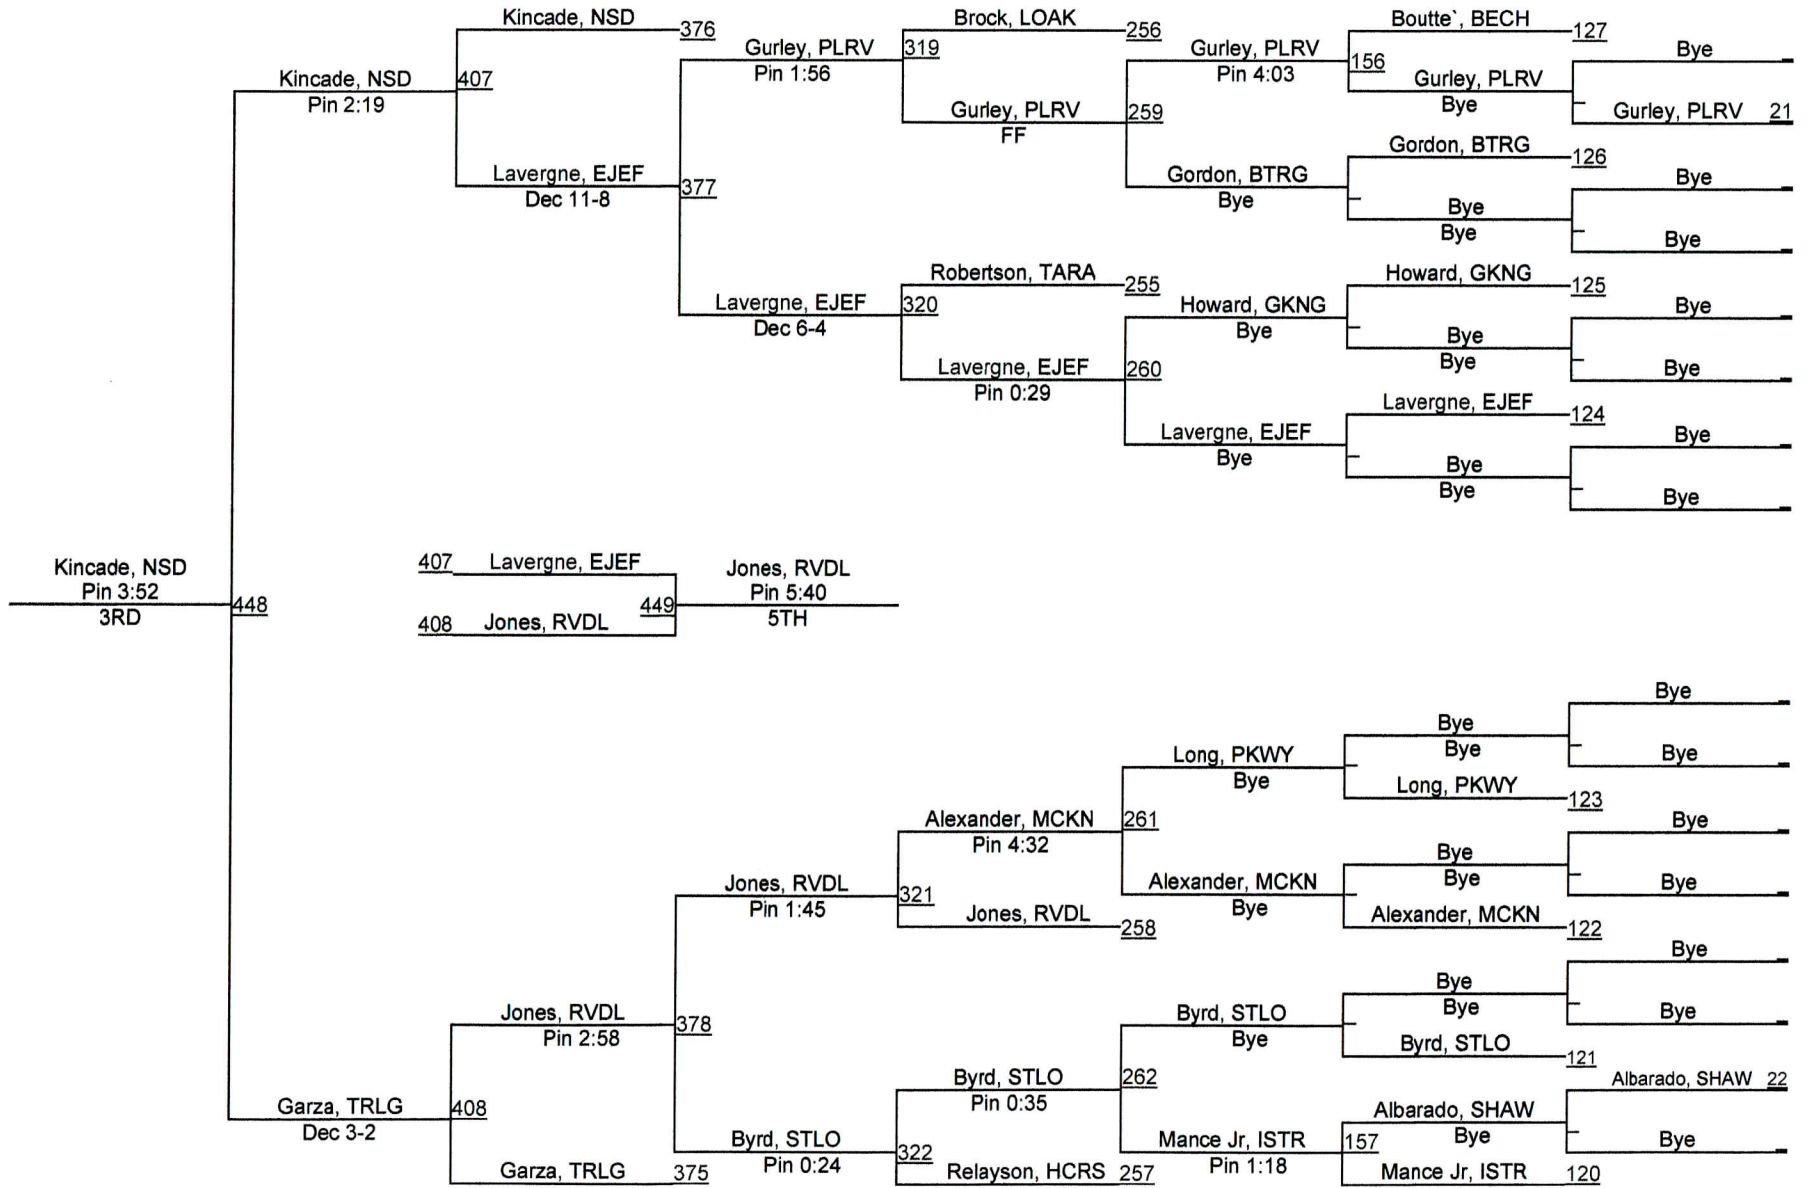 Kincade, NSD 376
Brock, LOAK 256
Boutte`, BECH 127
Gurley, PLRV 319
Pin 1:56
Gurley, PLRV
Pin 4:03
156
Bye
Kincade, NSD 407
Pin 2:19
Gurley, PLRV
Bye
Gurley, PLRV 259
FF
Gurley, PLRV 21
Gordon, BTRG 126
Lavergne, EJEF 377
Dec 11-8
Gordon, BTRG
Bye
Bye
Bye
Bye
Bye
Robertson, TARA 255
Howard, GKNG 125
Lavergne, EJEF 320
Dec 6-4
Howard, GKNG
Bye
Bye
Bye
Bye
Lavergne, EJEF 260
Pin 0:29
Bye
Lavergne, EJEF 124
Lavergne, EJEF
Bye
Bye
Bye
Bye
Bye
Kincade, NSD
Pin 3:52
3RD
448
407 Lavergne, EJEF
Jones, RVDL
Pin 5:40
5TH
449
408 Jones, RVDL
Bye
Bye
Bye
Bye
Long, PKWY
Bye
Long, PKWY 123
Alexander, MCKN 261
Pin 4:32
Bye
Bye
Bye
Bye
Jones, RVDL 321
Pin 1:45
Alexander, MCKN
Bye
Jones, RVDL 258
Alexander, MCKN 122
Bye
Bye
Bye
Bye
Jones, RVDL 378
Pin 2:58
Byrd, STLO
Bye
Byrd, STLO 121
Byrd, STLO 262
Pin 0:35
Albarado, SHAW 22
Garza, TRLG 408
Dec 3-2
Albarado, SHAW
Bye
Byrd, STLO 322
Pin 0:24
Mance Jr, ISTR 157
Pin 1:18
Bye
Garza, TRLG 375
Relayson, HCRS 257
Mance Jr, ISTR 120